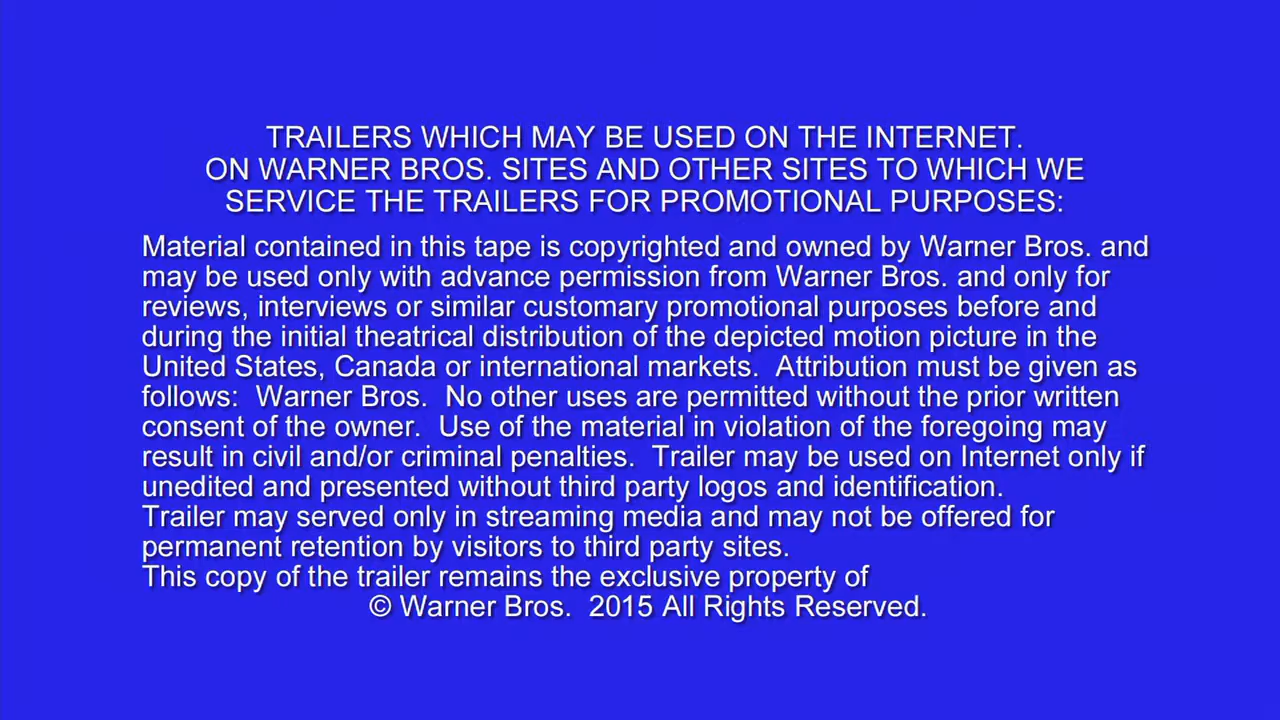 TRAILERS WHICH MAY BE USED ON THE INTERNET.
ON WARNER BROS. SITES AND OTHER SITES TO WHICH WE
SERVICE THE TRAILERS FOR PROMOTIONAL PURPOSES:
Material contained in this tape is copyrighted and owned by Warner Bros. and
may be used only with advance permission from Warner Bros. and only for
reviews, interviews or similar customary promotional purposes before and
during the initial theatrical distribution of the depicted motion picture in the
United States, Canada or international markets.  Attribution must be given as
follows:  Warner Bros.  No other uses are permitted without the prior written
consent of the owner.  Use of the material in violation of the foregoing may
result in civil and/or criminal penalties.  Trailer may be used on Internet only if
unedited and presented without third party logos and identification.
Trailer may served only in streaming media and may not be offered for
permanent retention by visitors to third party sites.
This copy of the trailer remains the exclusive property of
© Warner Bros.  2015 All Rights Reserved.